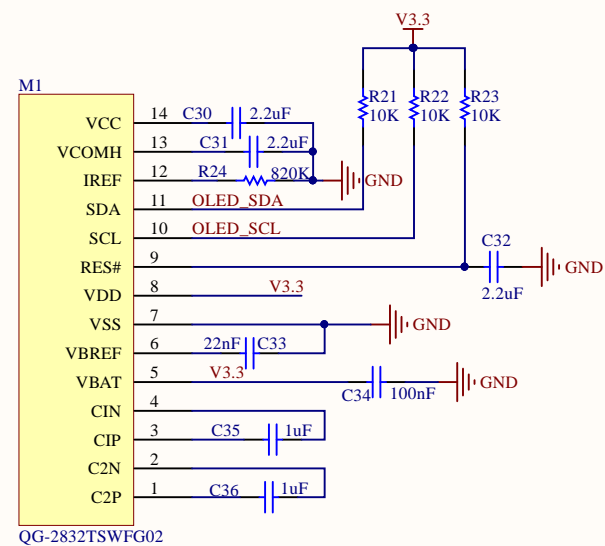 V3.3
M1
R21
10K
R22
10K
R23
10K
VCC 14 C30 2.2uF
VCOMH 13 C31 2.2uF
IREF 12 R24 820K GND
SDA 11 OLED_SDA
SCL 10 OLED_SCL
RES# 9 C32 2.2uF GND
VDD 8 V3.3
VSS 7 GND
VBREF 6 22nF C33
VBAT 5 V3.3 C34 100nF GND
CIN 4
CIP 3 C35 1uF
C2N 2
C2P 1 C36 1uF
QG-2832TSWFG02